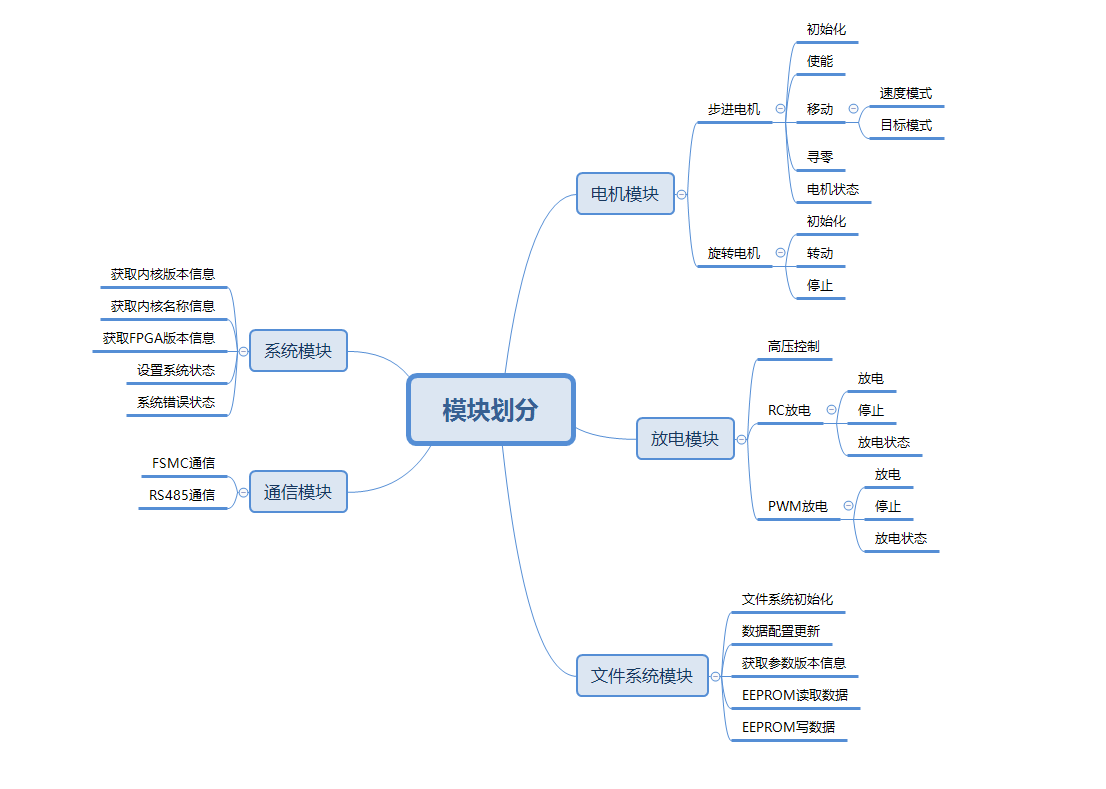 模块划分
电机模块
步进电机
初始化
使能
移动
速度模式
目标模式
寻零
电机状态
旋转电机
初始化
转动
停止
放电模块
高压控制
RC放电
放电
停止
放电状态
PWM放电
放电
停止
放电状态
文件系统模块
文件系统初始化
数据配置更新
获取参数版本信息
EEPROM读取数据
EEPROM写数据
系统模块
获取内核版本信息
获取内核名称信息
获取FPGA版本信息
设置系统状态
系统错误状态
通信模块
FSMC通信
RS485通信